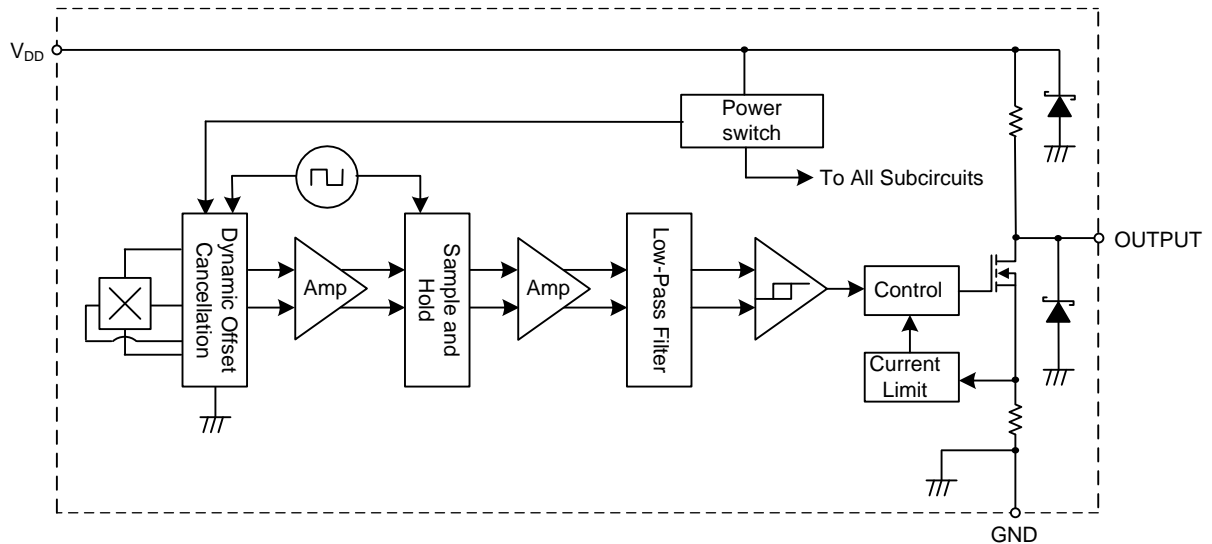 VDD
Power
switch
To All Subcircuits
OUTPUT
Dynamic Offset
Cancellation
Amp
Sample and
Hold
Amp
Low-Pass Filter
Control
Current
Limit
GND